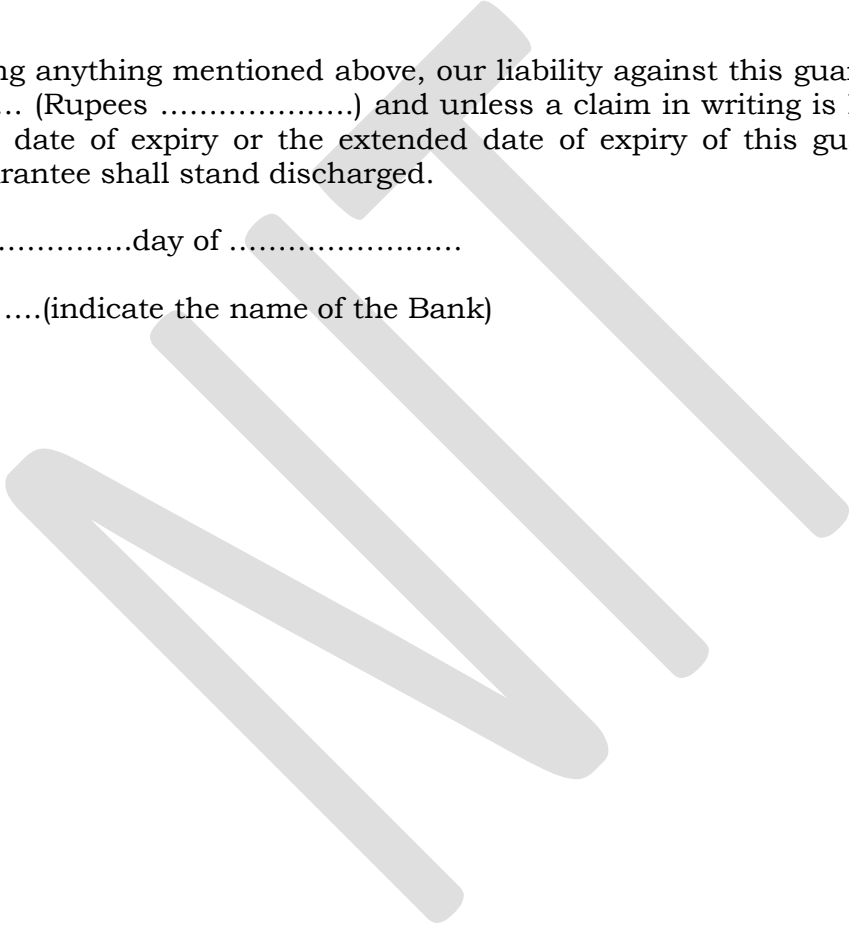 ng anything mentioned above, our liability against this guar
... (Rupees .....................) and unless a claim in writing is
date of expiry or the extended date of expiry of this gu
rantee shall stand discharged.
...............day of ........................
....(indicate the name of the Bank)
NIT